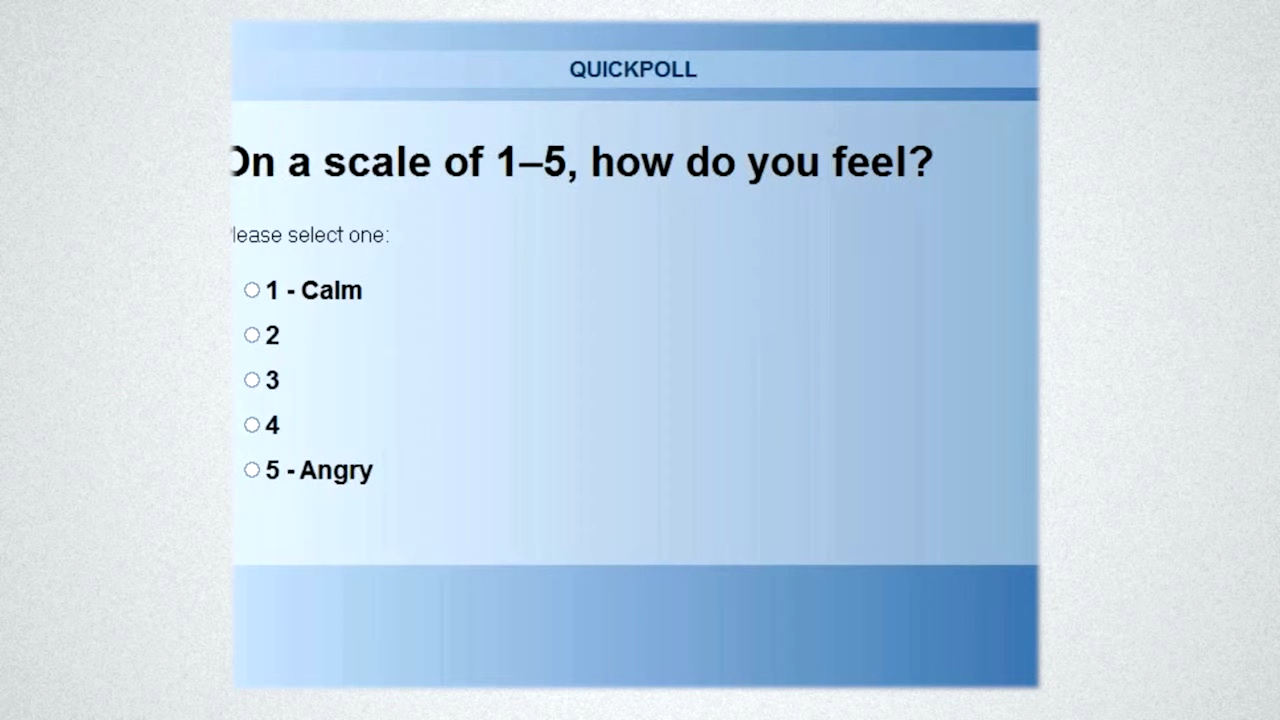 QUICKPOLL
On a scale of 1–5, how do you feel?
Please select one:
1 - Calm
2
3
4
5 - Angry